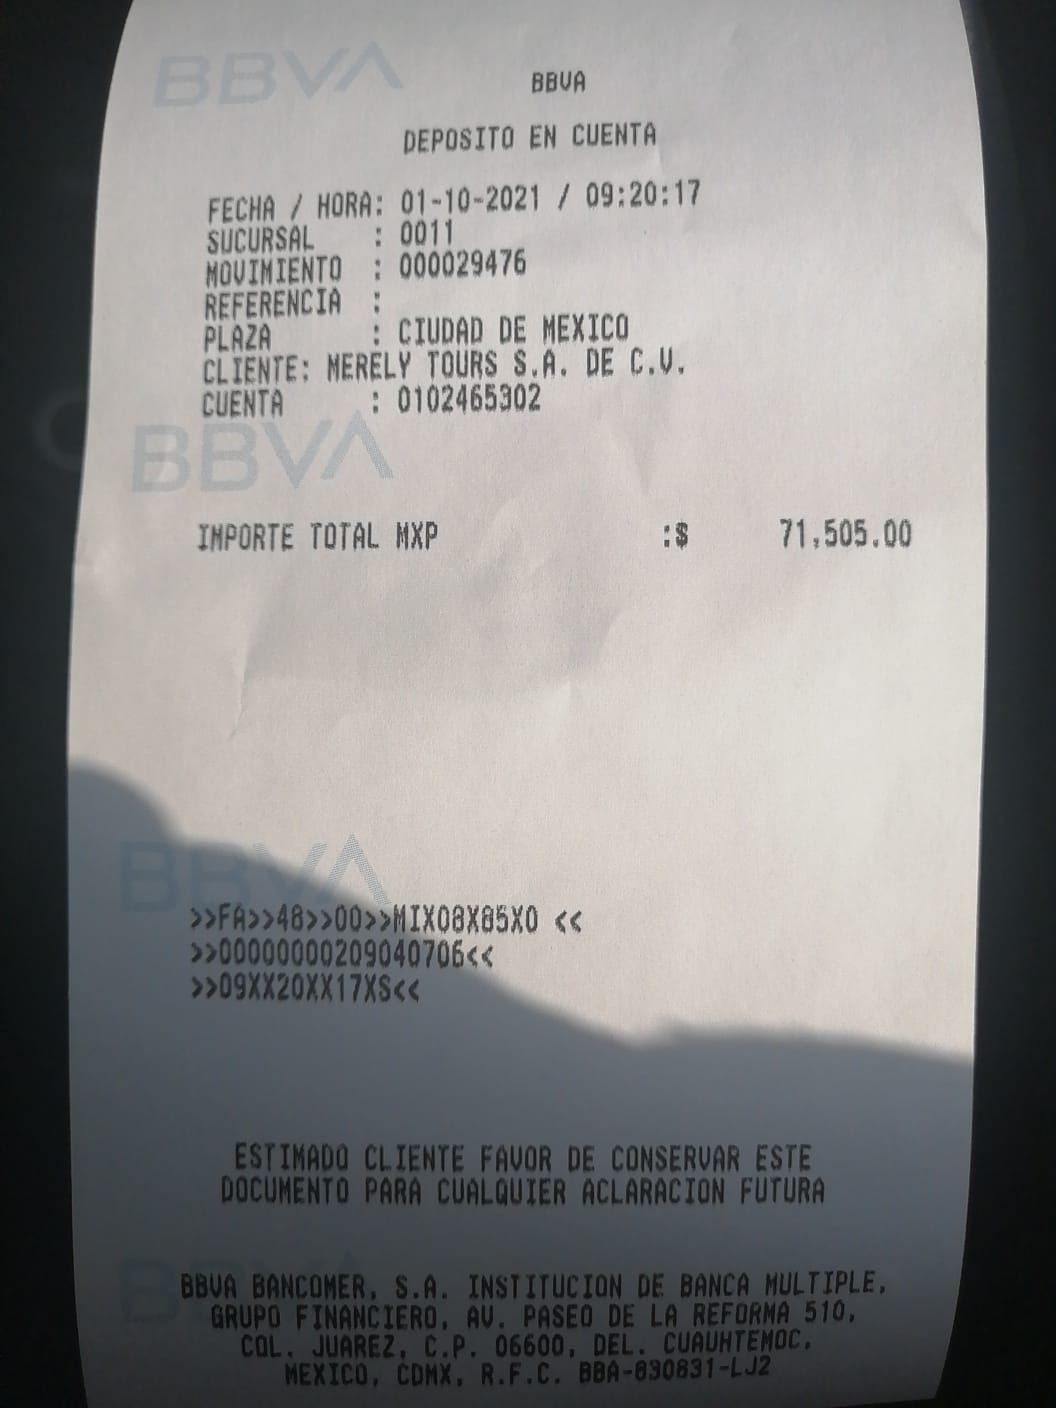 BBVA
BBVA
DEPOSITO EN CUENTA
FECHA / HORA: 01-10-2021 / 09:20:17
SUCURSAL : 0011
MOVIMIENTO : 000029476
REFERENCIA :
PLAZA : CIUDAD DE MEXICO
CLIENTE: MERELY TOURS S.A. DE C.V.
CUENTA : 0102465302
BBVA
IMPORTE TOTAL MXP :$ 71,505.00
BBVA
>>FA>>48>>00>>MIX08X85X0 <<
>>00000000209040706<<
>>09XX20XX17XS<<
ESTIMADO CLIENTE FAVOR DE CONSERVAR ESTE
DOCUMENTO PARA CUALQUIER ACLARACION FUTURA
BBVA
BBVA BANCOMER, S.A. INSTITUCION DE BANCA MULTIPLE,
GRUPO FINANCIERO, AV. PASEO DE LA REFORMA 510,
COL. JUAREZ, C.P. 06600, DEL. CUAUHTEMOC,
MEXICO, CDMX, R.F.C. BBA-830831-LJ2